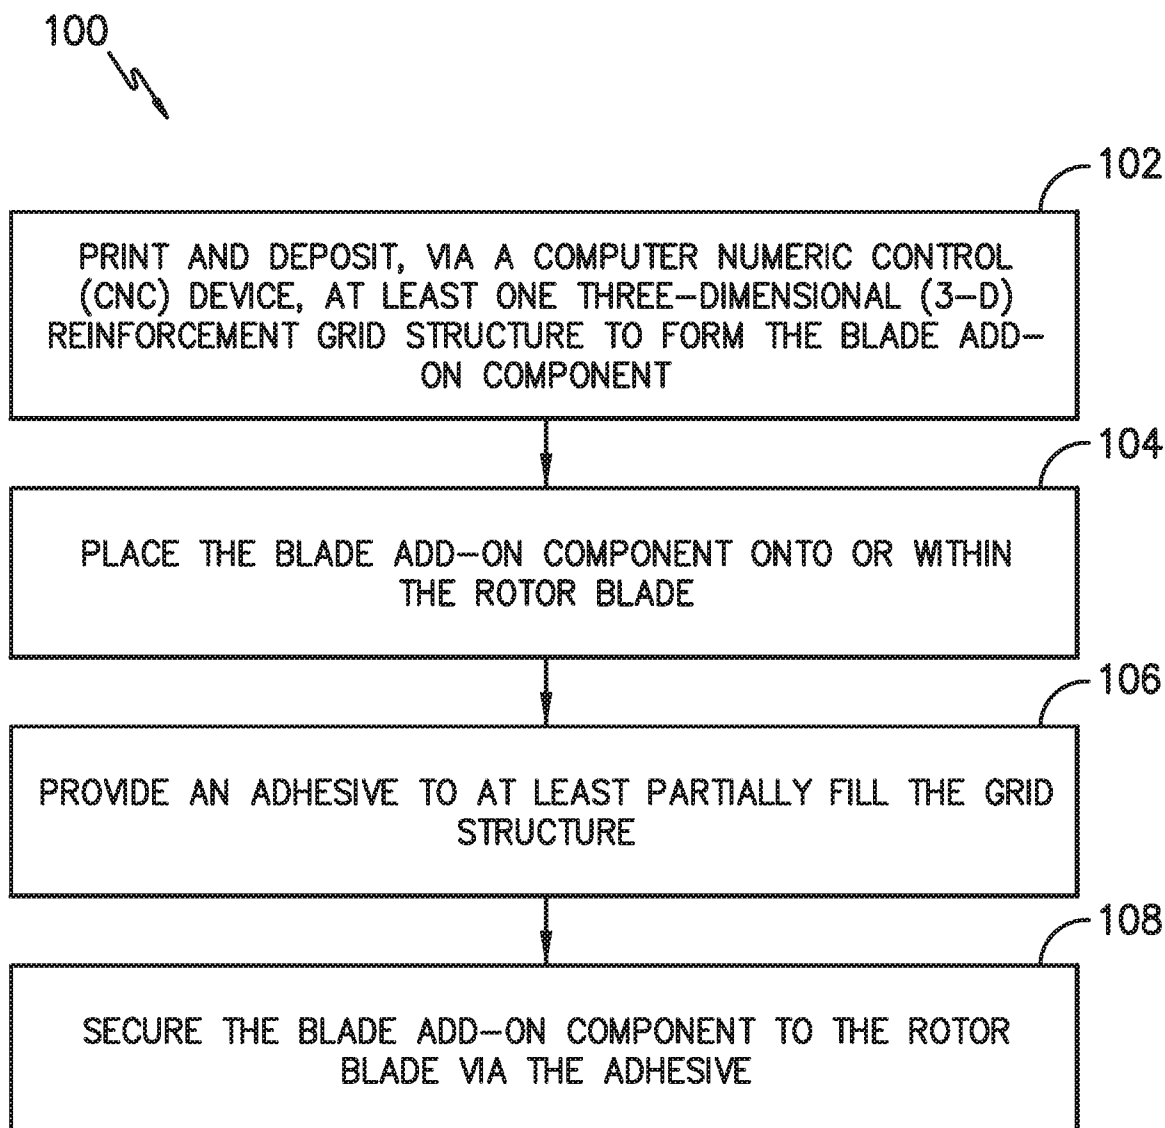 100
102
PRINT AND DEPOSIT, VIA A COMPUTER NUMERIC CONTROL
(CNC) DEVICE, AT LEAST ONE THREE-DIMENSIONAL (3-D)
REINFORCEMENT GRID STRUCTURE TO FORM THE BLADE ADD-
ON COMPONENT
104
PLACE THE BLADE ADD-ON COMPONENT ONTO OR WITHIN
THE ROTOR BLADE
106
PROVIDE AN ADHESIVE TO AT LEAST PARTIALLY FILL THE GRID
STRUCTURE
108
SECURE THE BLADE ADD-ON COMPONENT TO THE ROTOR
BLADE VIA THE ADHESIVE